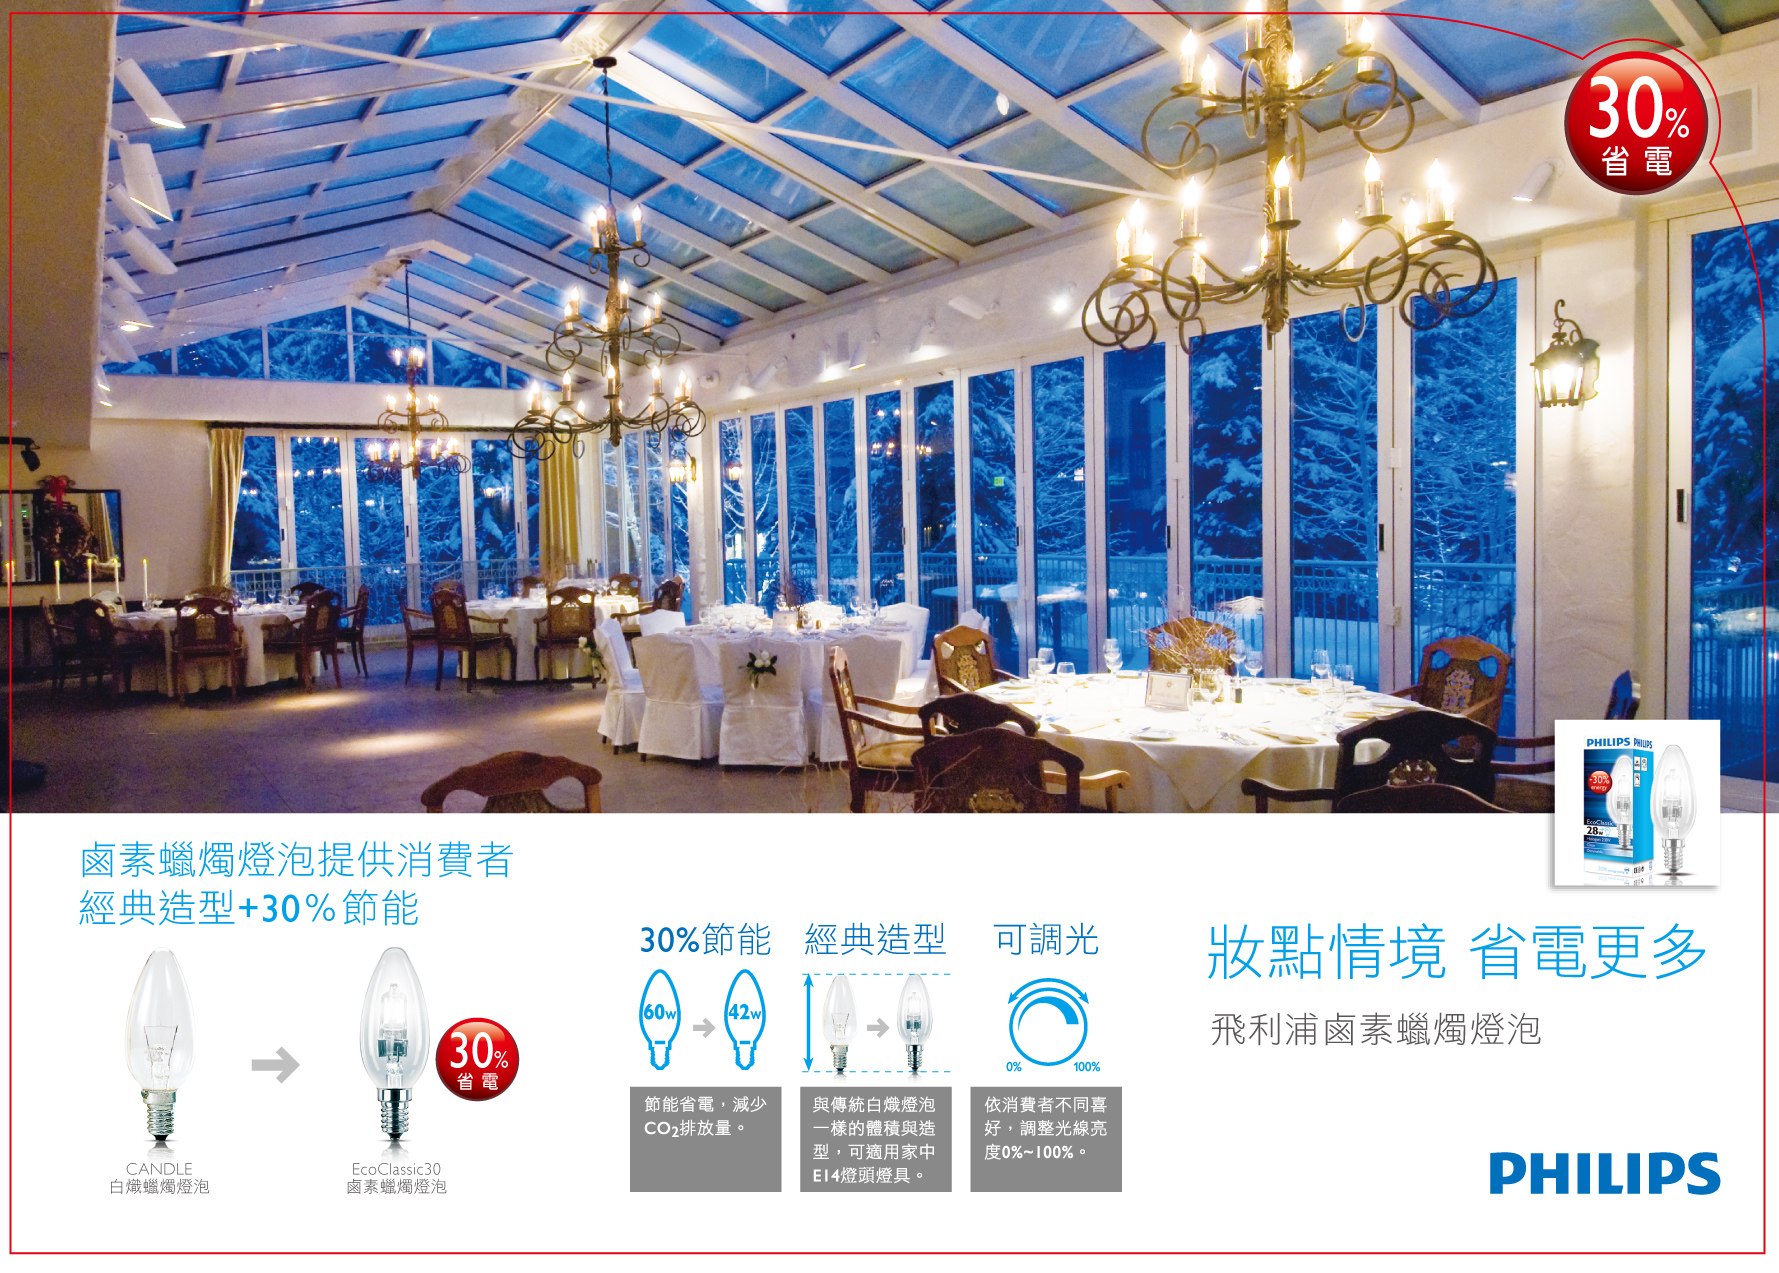 30%
省電
PHILIPS PHILIPS
-30%
energy
EcoClassic
28w
鹵素蠟燭燈泡提供消費者
經典造型+30%節能
30%
省電
CANDLE
白熾蠟燭燈泡
EcoClassic30
鹵素蠟燭燈泡
30%節能
60w
42w
節能省電，減少
CO2排放量。
經典造型
與傳統白熾燈泡
一樣的體積與造
型，可適用家中
E14燈頭燈具。
可調光
0%
100%
依消費者不同喜
好，調整光線亮
度0%~100%。
妝點情境 省電更多
飛利浦鹵素蠟燭燈泡
PHILIPS